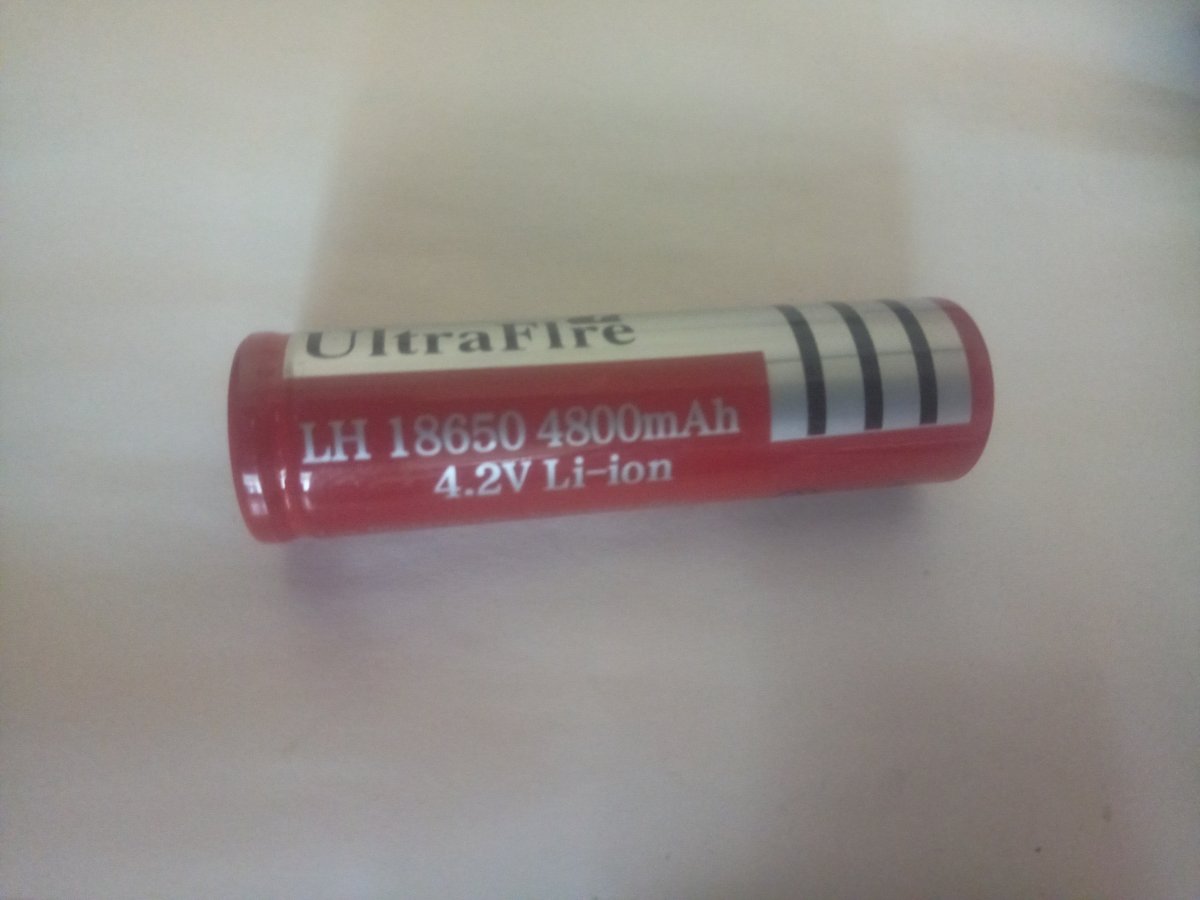 UltraFire
LH 18650 4800mAh
4.2V Li-ion